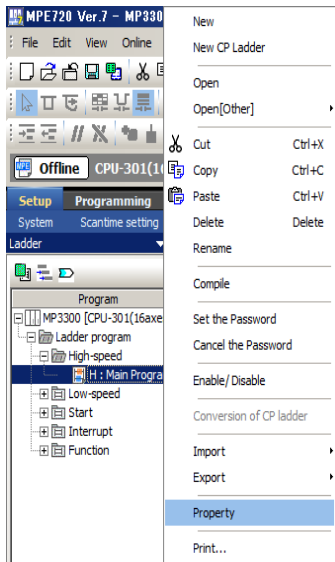 MPE720 Ver.7 - MP330
File Edit View Online
Offline CPU-301(1
Setup Programming
System Scantime setting
Ladder
Program
MP3300 [CPU-301(16axe
Ladder program
High-speed
H : Main Progra
Low-speed
Start
Interrupt
Function
New
New CP Ladder
Open
Open[Other]
Cut Ctrl+X
Copy Ctrl+C
Paste Ctrl+V
Delete Delete
Rename
Compile
Set the Password
Cancel the Password
Enable/Disable
Conversion of CP ladder
Import
Export
Property
Print...